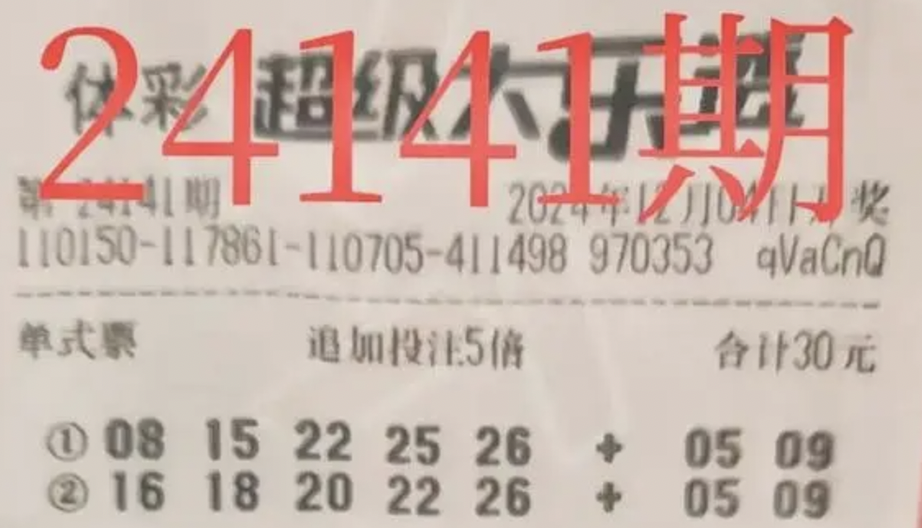 24141期
体彩 超级大乐透
第 24141期 2024年12月04日开奖
110150-117861-110705-411498 970353 qVaCnQ
单式票 追加投注5倍 合计30元
① 08 15 22 25 26 + 05 09
② 16 18 20 22 26 + 05 09